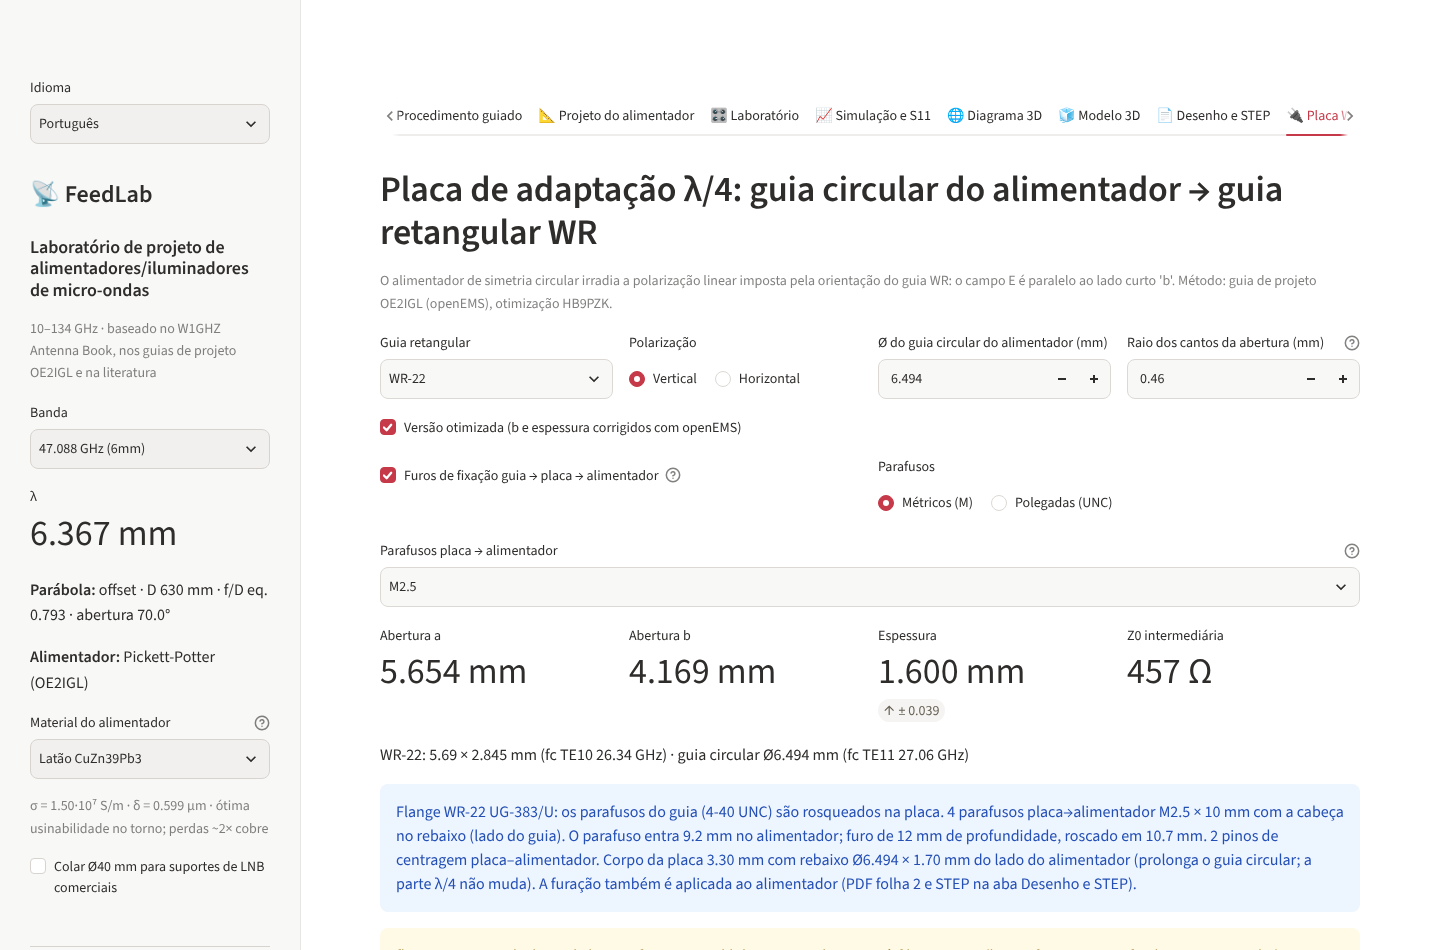 Idioma
Português
FeedLab
Laboratório de projeto de
alimentadores/iluminadores
de micro-ondas
10–134 GHz · baseado no W1GHZ
Antenna Book, nos guias de projeto
OE2IGL e na literatura
Banda
47.088 GHz (6mm)
λ
6.367 mm
Parábola: offset · D 630 mm · f/D eq.
0.793 · abertura 70.0°
Alimentador: Pickett-Potter
(OE2IGL)
Material do alimentador
Latão CuZn39Pb3
σ = 1.50·10⁷ S/m · δ = 0.599 µm · ótima
usinabilidade no torno; perdas ~2× cobre
Colar Ø40 mm para suportes de LNB
comerciais
Procedimento guiado Projeto do alimentador Laboratório Simulação e S11 Diagrama 3D Modelo 3D Desenho e STEP Placa
Placa de adaptação λ/4: guia circular do alimentador → guia
retangular WR
O alimentador de simetria circular irradia a polarização linear imposta pela orientação do guia WR: o campo E é paralelo ao lado curto 'b'. Método: guia de projeto
OE2IGL (openEMS), otimização HB9PZK.
Guia retangular Polarização Ø do guia circular do alimentador (mm) Raio dos cantos da abertura (mm)
WR-22 Vertical Horizontal 6.494 0.46
Versão otimizada (b e espessura corrigidos com openEMS)
Furos de fixação guia → placa → alimentador
Parafusos
Métricos (M) Polegadas (UNC)
Parafusos placa → alimentador
M2.5
Abertura a Abertura b Espessura Z0 intermediária
5.654 mm 4.169 mm 1.600 mm 457 Ω
↑ ± 0.039
WR-22: 5.69 × 2.845 mm (fc TE10 26.34 GHz) · guia circular Ø6.494 mm (fc TE11 27.06 GHz)
Flange WR-22 UG-383/U: os parafusos do guia (4-40 UNC) são rosqueados na placa. 4 parafusos placa→alimentador M2.5 × 10 mm com a cabeça
no rebaixo (lado do guia). O parafuso entra 9.2 mm no alimentador; furo de 12 mm de profundidade, roscado em 10.7 mm. 2 pinos de
centragem placa–alimentador. Corpo da placa 3.30 mm com rebaixo Ø6.494 × 1.70 mm do lado do alimentador (prolonga o guia circular; a
parte λ/4 não muda). A furação também é aplicada ao alimentador (PDF folha 2 e STEP na aba Desenho e STEP).